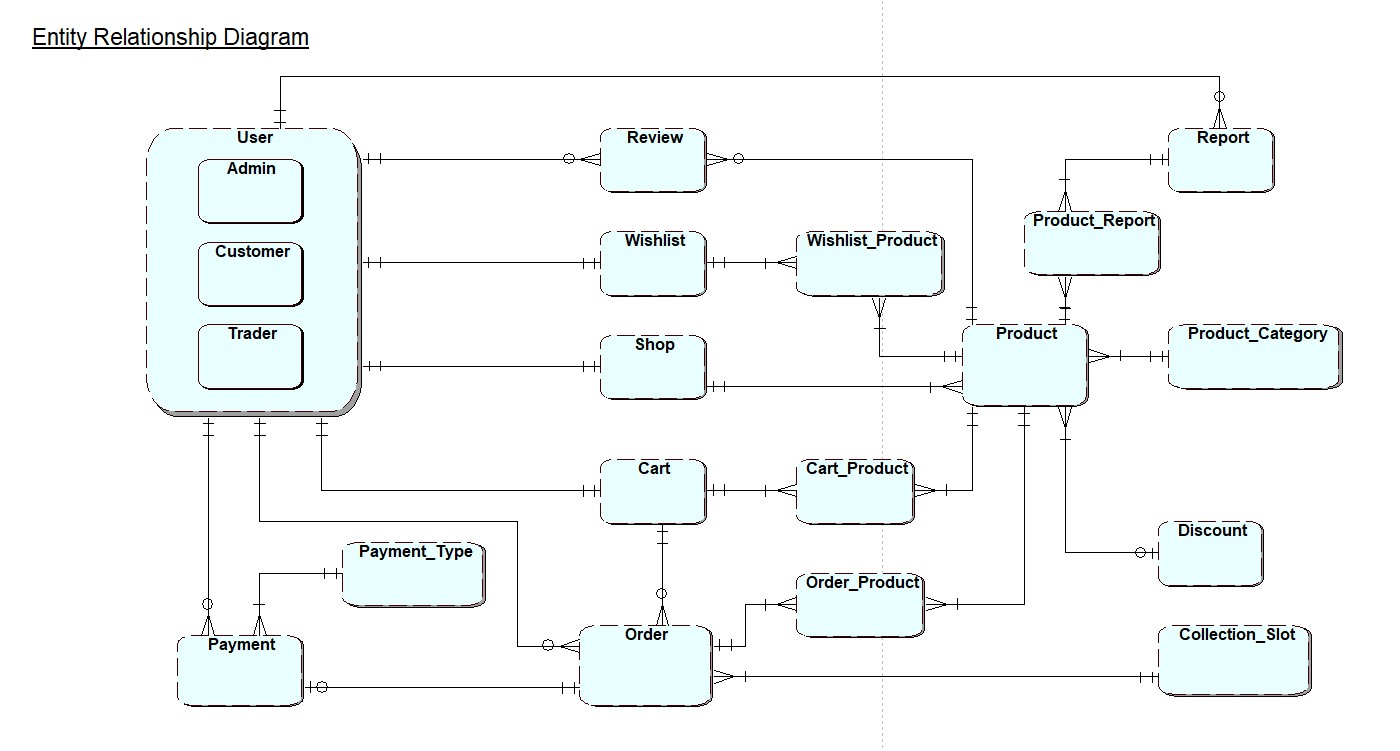 Entity Relationship Diagram
User
Review
Report
Admin
Product_Report
Customer
Wishlist
Wishlist_Product
Trader
Shop
Product
Product_Category
Cart
Cart_Product
Discount
Payment_Type
Order_Product
Payment
Order
Collection_Slot